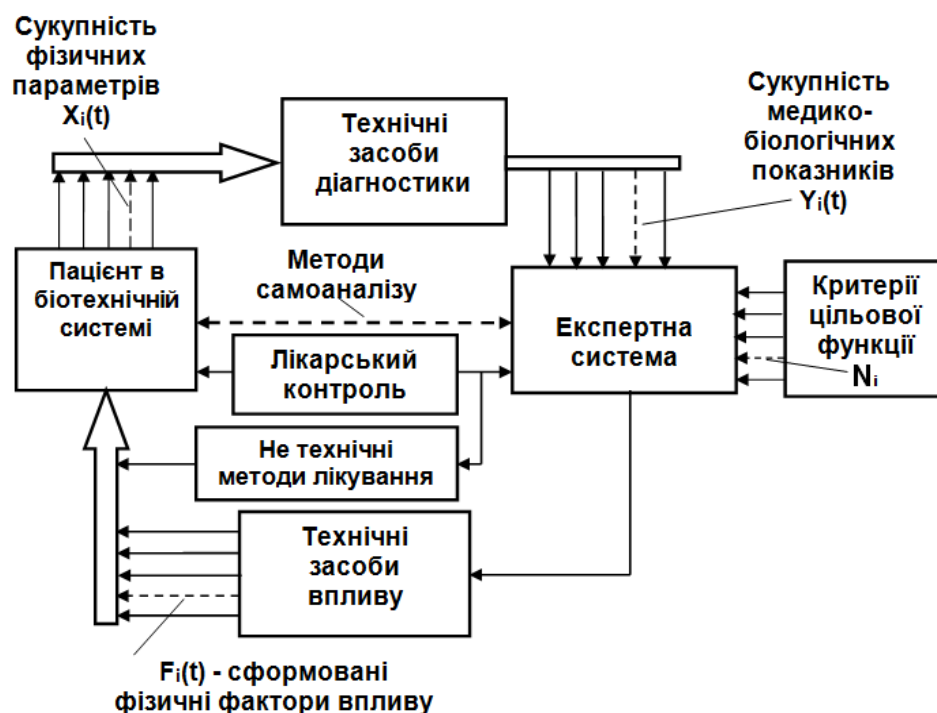 Сукупність
фізичних
параметрів
Xi(t)
Технічні
засоби
діагностики
Сукупність
медико-
біологічних
показників
Yi(t)
Пацієнт в
біотехнічній
системі
Методи
самоаналізу
Лікарський
контроль
Експертна
система
Критерії
цільової
функції
Ni
Не технічні
методи лікування
Технічні
засоби
впливу
Fi(t) - сформовані
фізичні фактори впливу